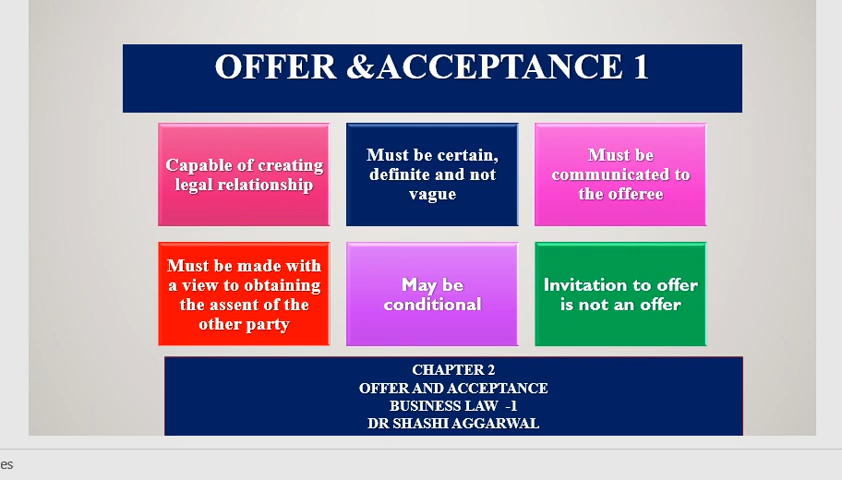 OFFER &ACCEPTANCE 1
Capable of creating
legal relationship
Must be certain,
definite and not
vague
Must be
communicated to
the offeree
Must be made with
a view to obtaining
the assent of the
other party
May be
conditional
Invitation to offer
is not an offer
CHAPTER 2
OFFER AND ACCEPTANCE
BUSINESS LAW -1
DR SHASHI AGGARWAL
es